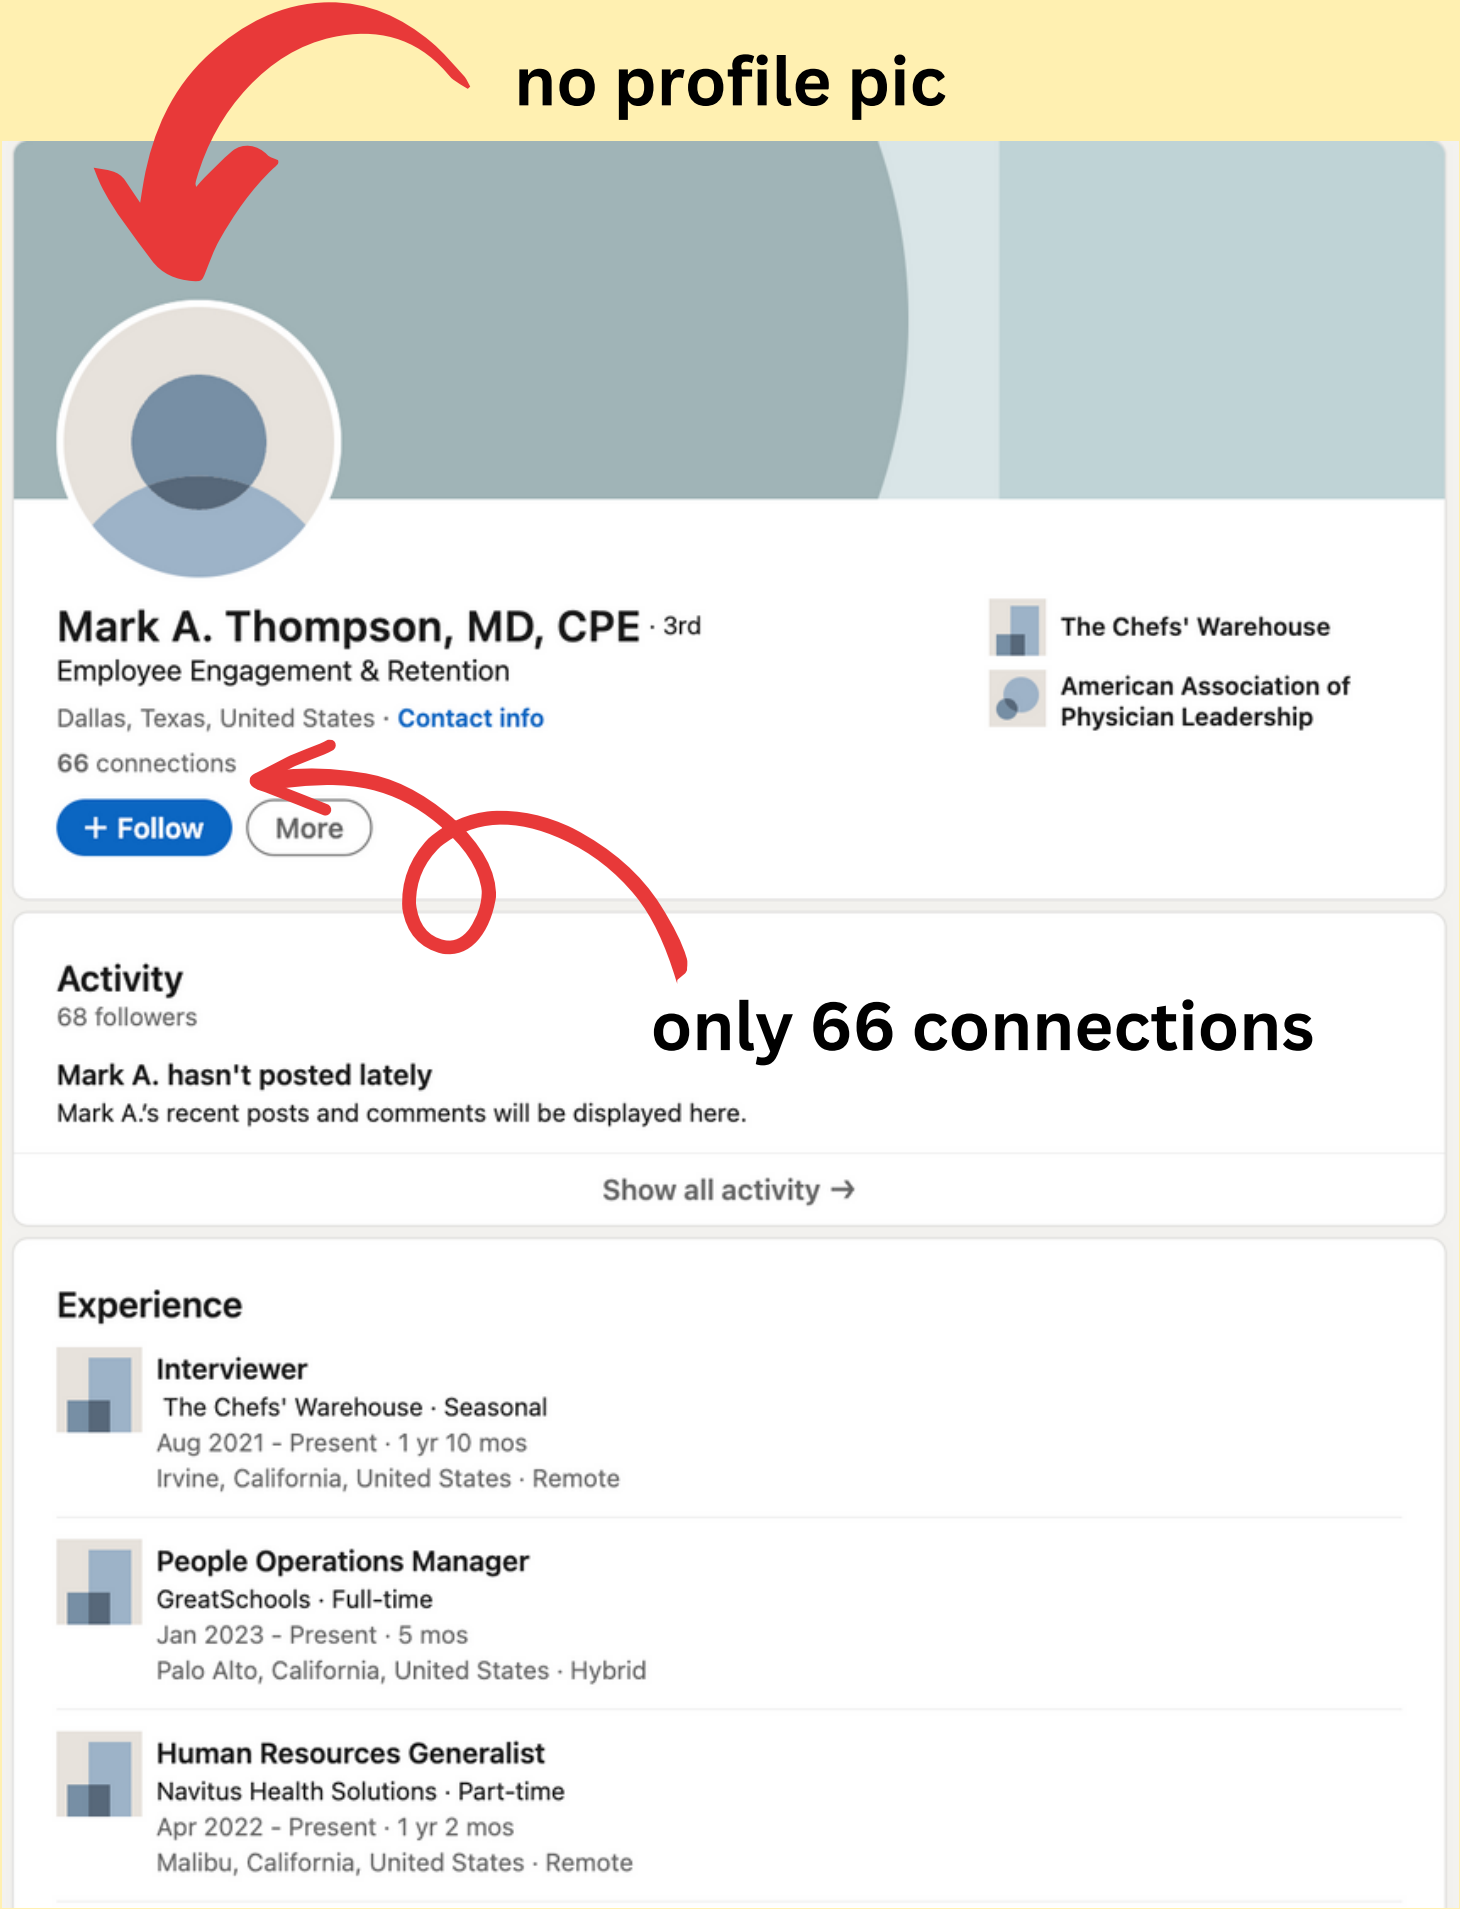 no profile pic
Mark A. Thompson, MD, CPE · 3rd
Employee Engagement & Retention
Dallas, Texas, United States · Contact info
66 connections
+ Follow
More
The Chefs' Warehouse
American Association of
Physician Leadership
Activity
68 followers
only 66 connections
Mark A. hasn't posted lately
Mark A.'s recent posts and comments will be displayed here.
Show all activity →
Experience
Interviewer
The Chefs' Warehouse · Seasonal
Aug 2021 - Present · 1 yr 10 mos
Irvine, California, United States · Remote
People Operations Manager
GreatSchools · Full-time
Jan 2023 - Present · 5 mos
Palo Alto, California, United States · Hybrid
Human Resources Generalist
Navitus Health Solutions · Part-time
Apr 2022 - Present · 1 yr 2 mos
Malibu, California, United States · Remote